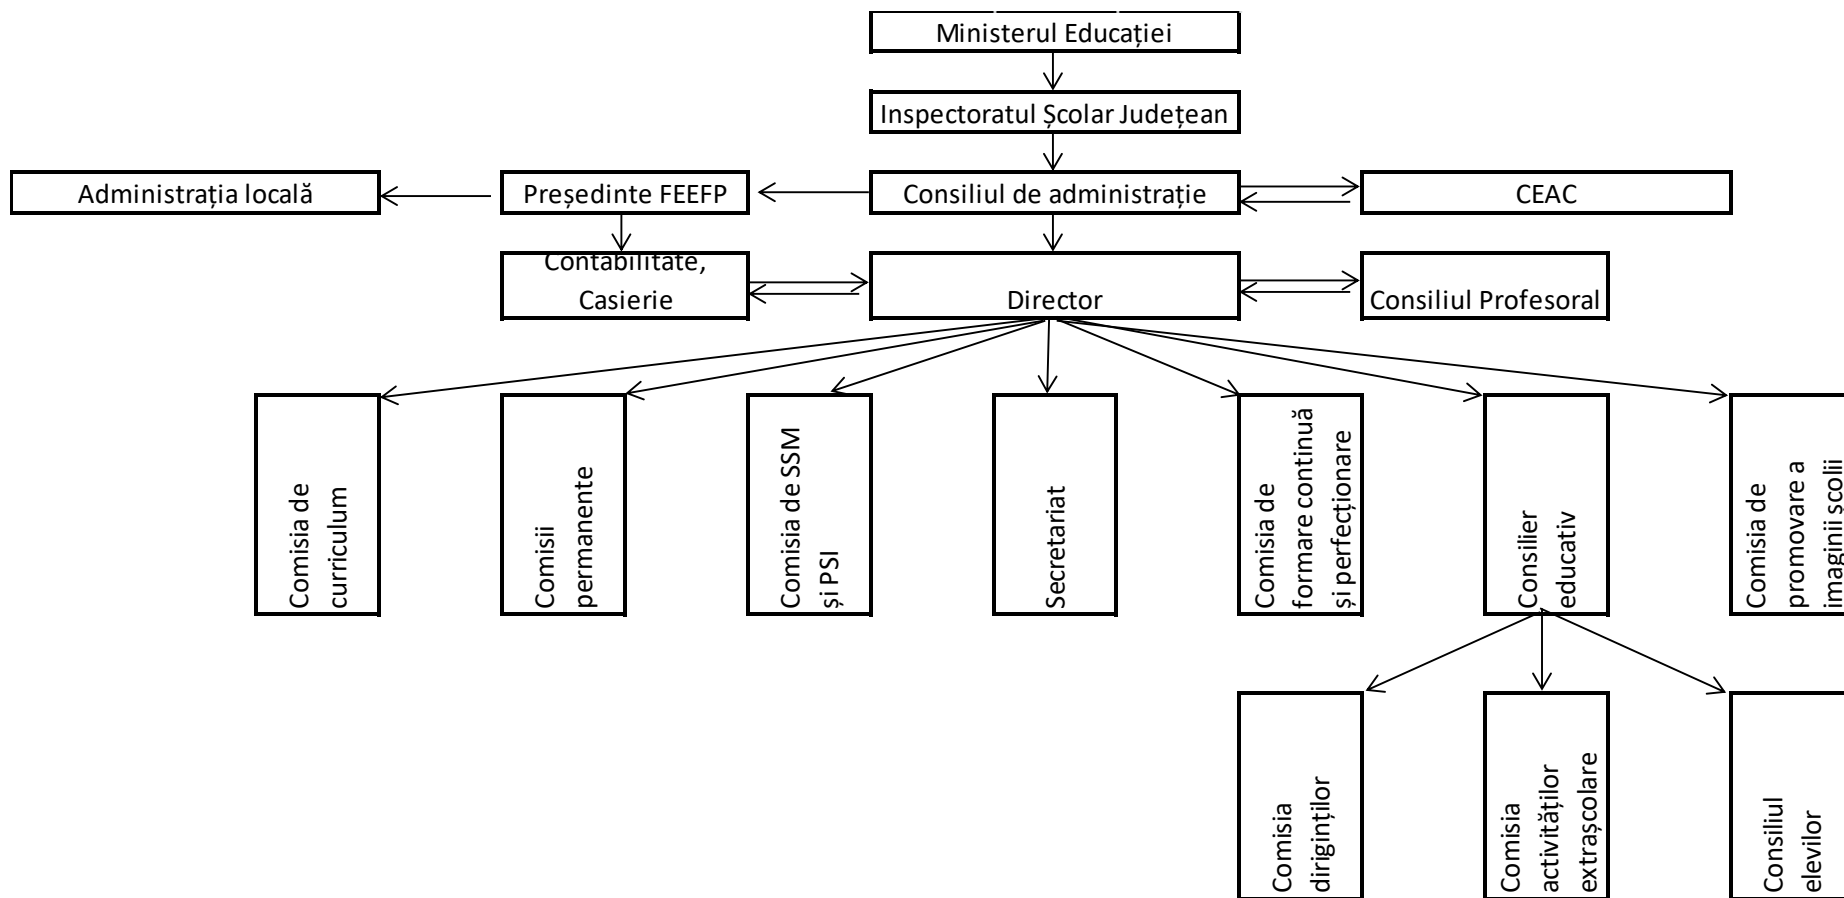 Ministerul Educației
Inspectoratul Școlar Județean
Administrația locală
Președinte FEEFP
Consiliul de administrație
CEAC
Contabilitate,
Casierie
Director
Consiliul Profesoral
Comisia de
curriculum
Comisii
permanente
Comisia de SSM
și PSI
Secretariat
Comisia de
formare continuă
și perfecționare
Consilier
educativ
Comisia de
promovare a
imaginii școlii
Comisia
diriginților
Comisia
activităților
extrașcolare
Consiliul
elevilor